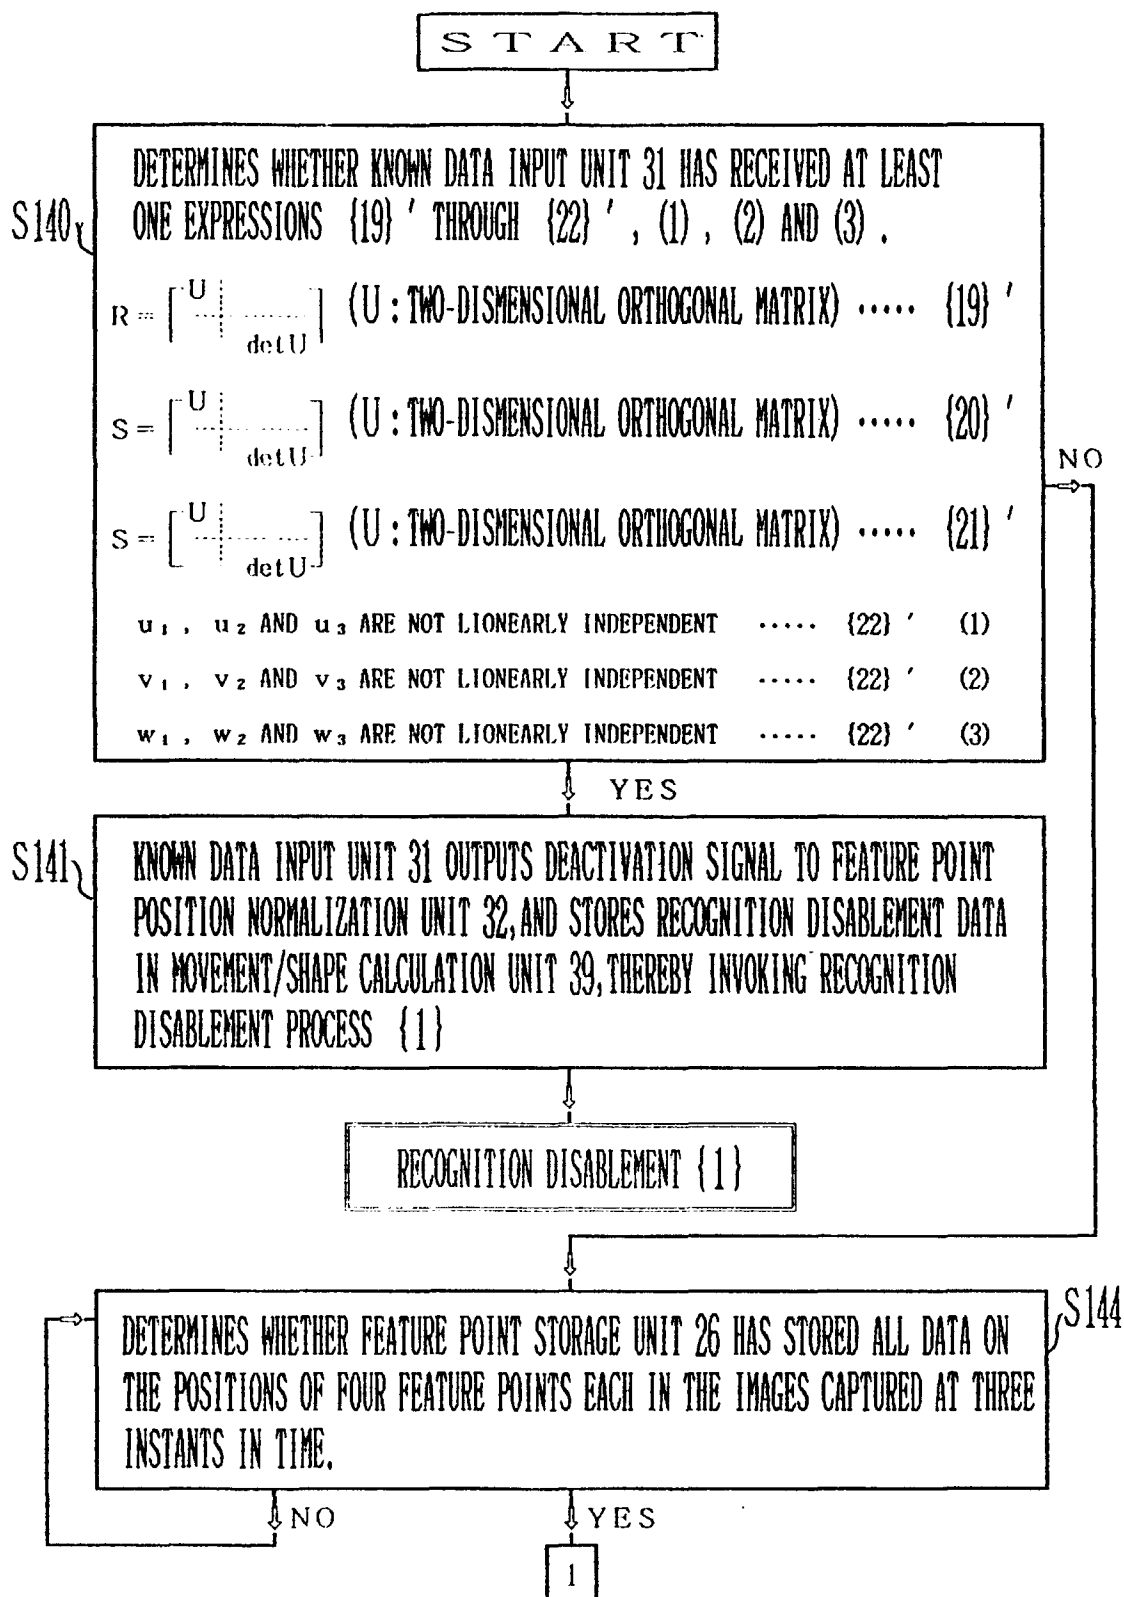 START
S140
DETERMINES WHETHER KNOWN DATA INPUT UNIT 31 HAS RECEIVED AT LEAST
ONE EXPRESSIONS {19}' THROUGH {22}', (1), (2) AND (3).
R = [U detU] (U : TWO-DISMENSIONAL ORTHOGONAL MATRIX) ····· {19}'
S = [U detU] (U : TWO-DISMENSIONAL ORTHOGONAL MATRIX) ····· {20}'
NO
S = [U detU] (U : TWO-DISMENSIONAL ORTHOGONAL MATRIX) ····· {21}'
u₁, u₂ AND u₃ ARE NOT LIONEARLY INDEPENDENT ····· {22}' (1)
v₁, v₂ AND v₃ ARE NOT LIONEARLY INDEPENDENT ····· {22}' (2)
w₁, w₂ AND w₃ ARE NOT LIONEARLY INDEPENDENT ····· {22}' (3)
YES
S141
KNOWN DATA INPUT UNIT 31 OUTPUTS DEACTIVATION SIGNAL TO FEATURE POINT
POSITION NORMALIZATION UNIT 32, AND STORES RECOGNITION DISABLEMENT DATA
IN MOVEMENT/SHAPE CALCULATION UNIT 39, THEREBY INVOKING RECOGNITION
DISABLEMENT PROCESS {1}
RECOGNITION DISABLEMENT {1}
S144
DETERMINES WHETHER FEATURE POINT STORAGE UNIT 26 HAS STORED ALL DATA ON
THE POSITIONS OF FOUR FEATURE POINTS EACH IN THE IMAGES CAPTURED AT THREE
INSTANTS IN TIME.
NO
YES
1